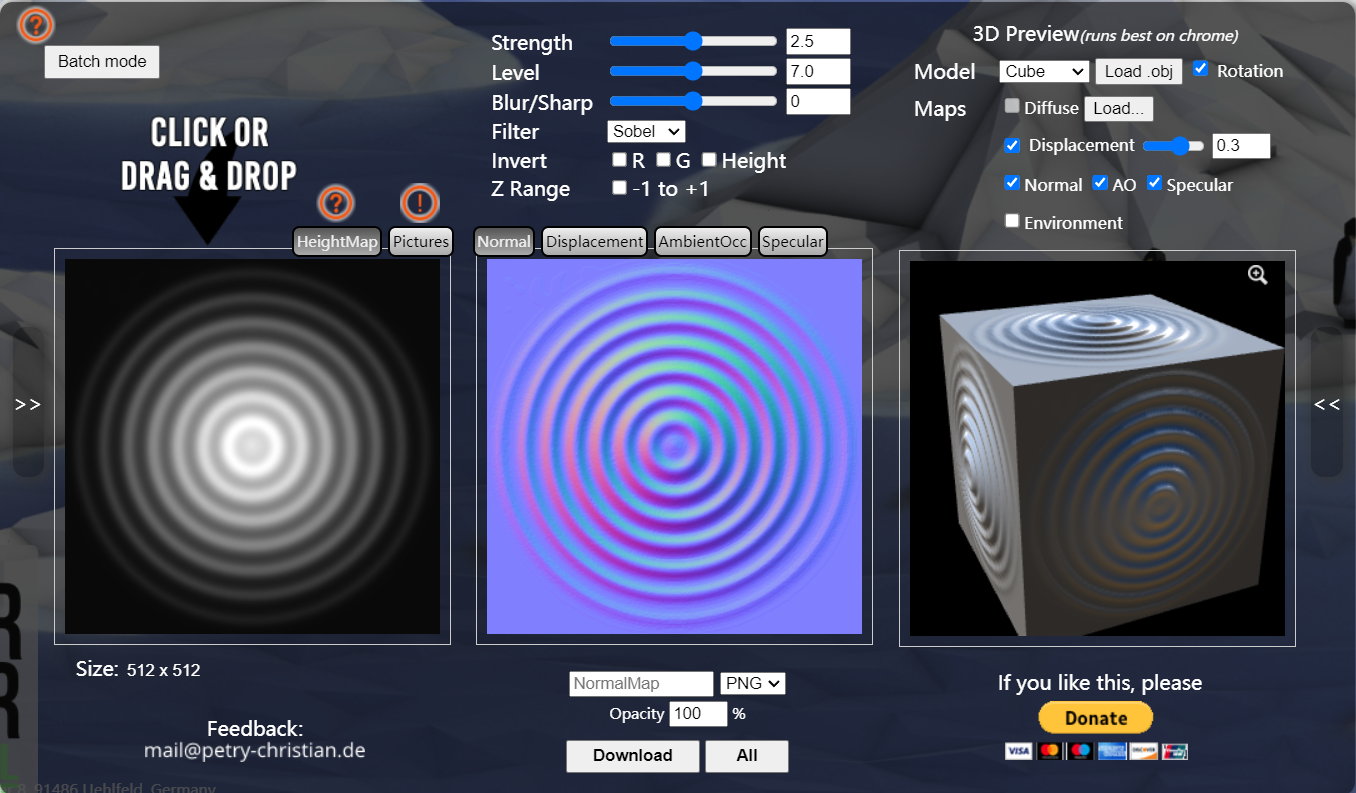 ?
Batch mode
CLICK OR
DRAG & DROP
? !
HeightMap Pictures
>>
Size: 512 x 512
Feedback:
mail@petry-christian.de
91486 Uehlfeld, Germany
Strength 2.5
Level 7.0
Blur/Sharp 0
Filter Sobel
Invert R G Height
Z Range -1 to +1
Normal Displacement AmbientOcc Specular
NormalMap PNG
Opacity 100 %
Download All
3D Preview(runs best on chrome)
Model Cube Load .obj Rotation
Maps Diffuse Load...
Displacement 0.3
Normal AO Specular
Environment
<<
If you like this, please
Donate
VISA